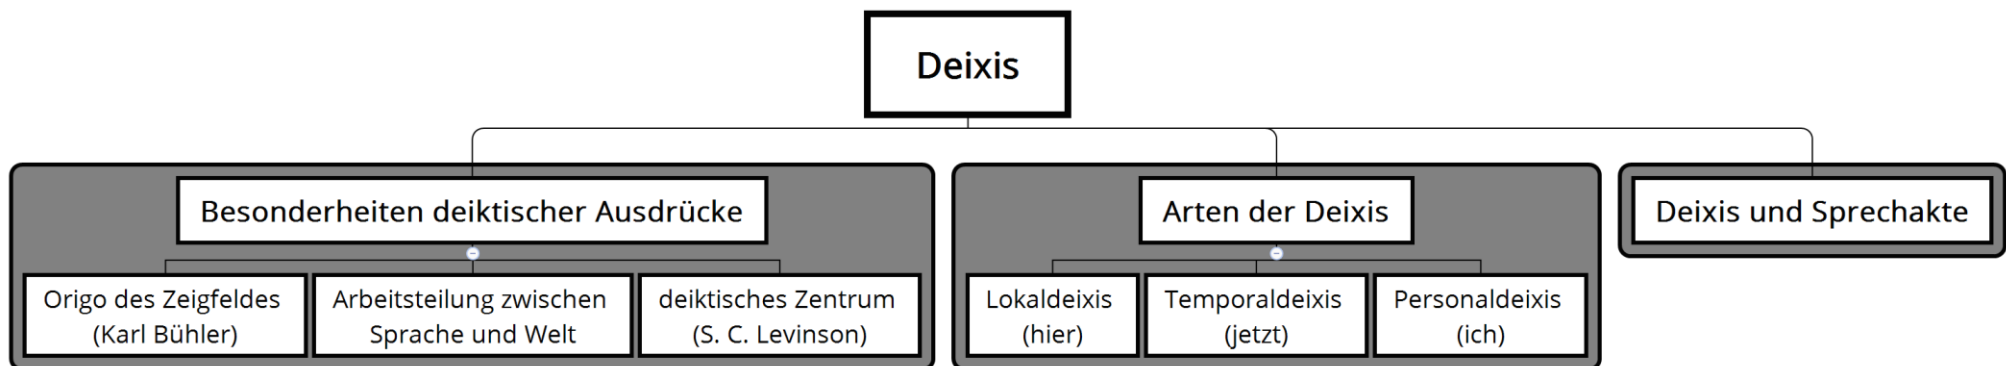 Deixis
Besonderheiten deiktischer Ausdrücke
Origo des Zeigfeldes
(Karl Bühler)
Arbeitsteilung zwischen
Sprache und Welt
deiktisches Zentrum
(S. C. Levinson)
Arten der Deixis
Lokaldeixis
(hier)
Temporaldeixis
(jetzt)
Personaldeixis
(ich)
Deixis und Sprechakte